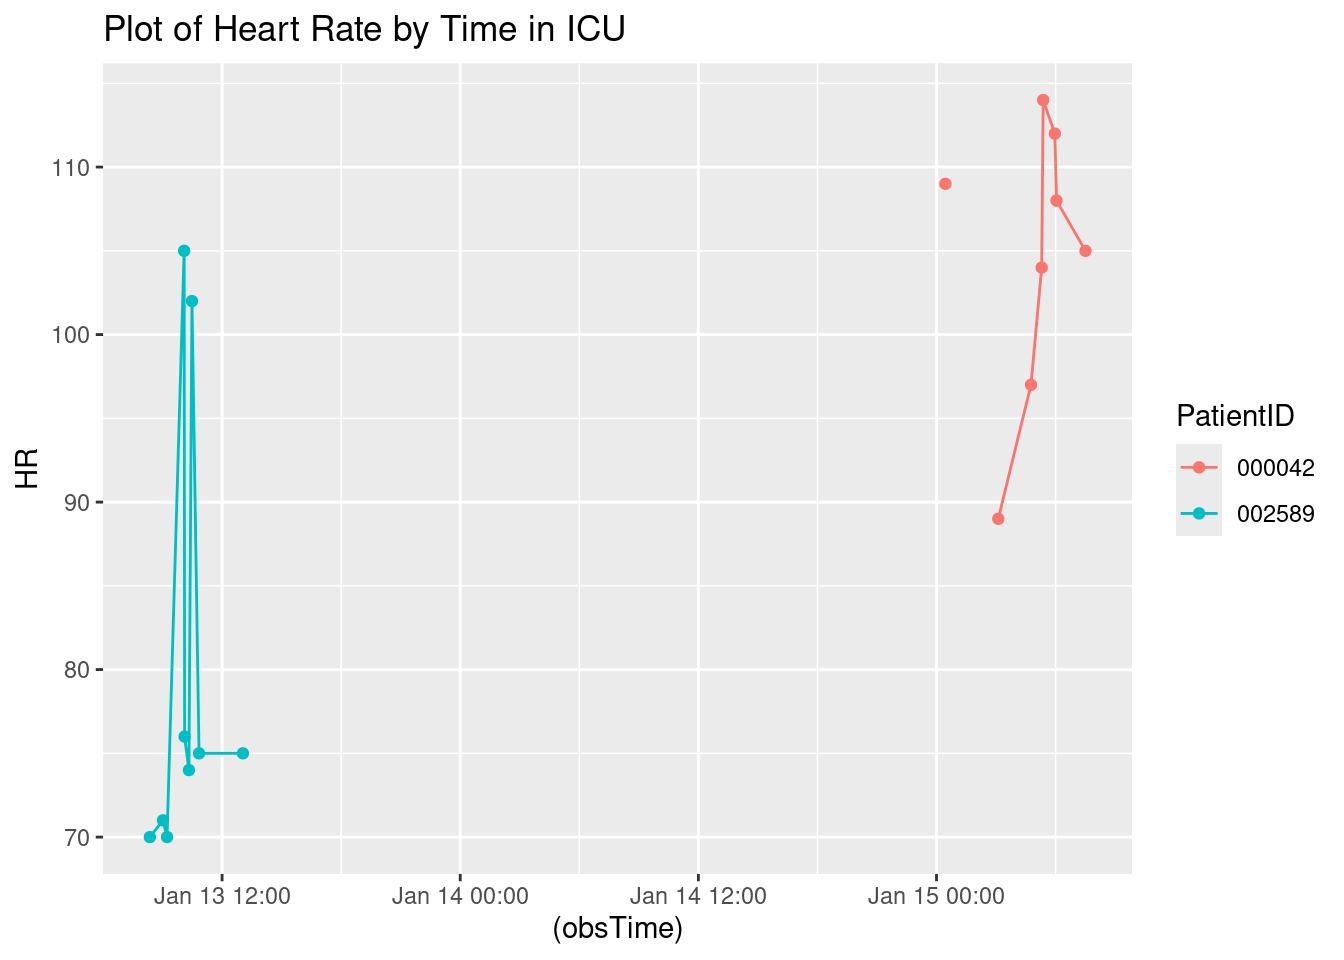 Plot of Heart Rate by Time in ICU
110
100
90
80
70
HR
Jan 13 12:00
Jan 14 00:00
Jan 14 12:00
Jan 15 00:00
(obsTime)
PatientID
000042
002589